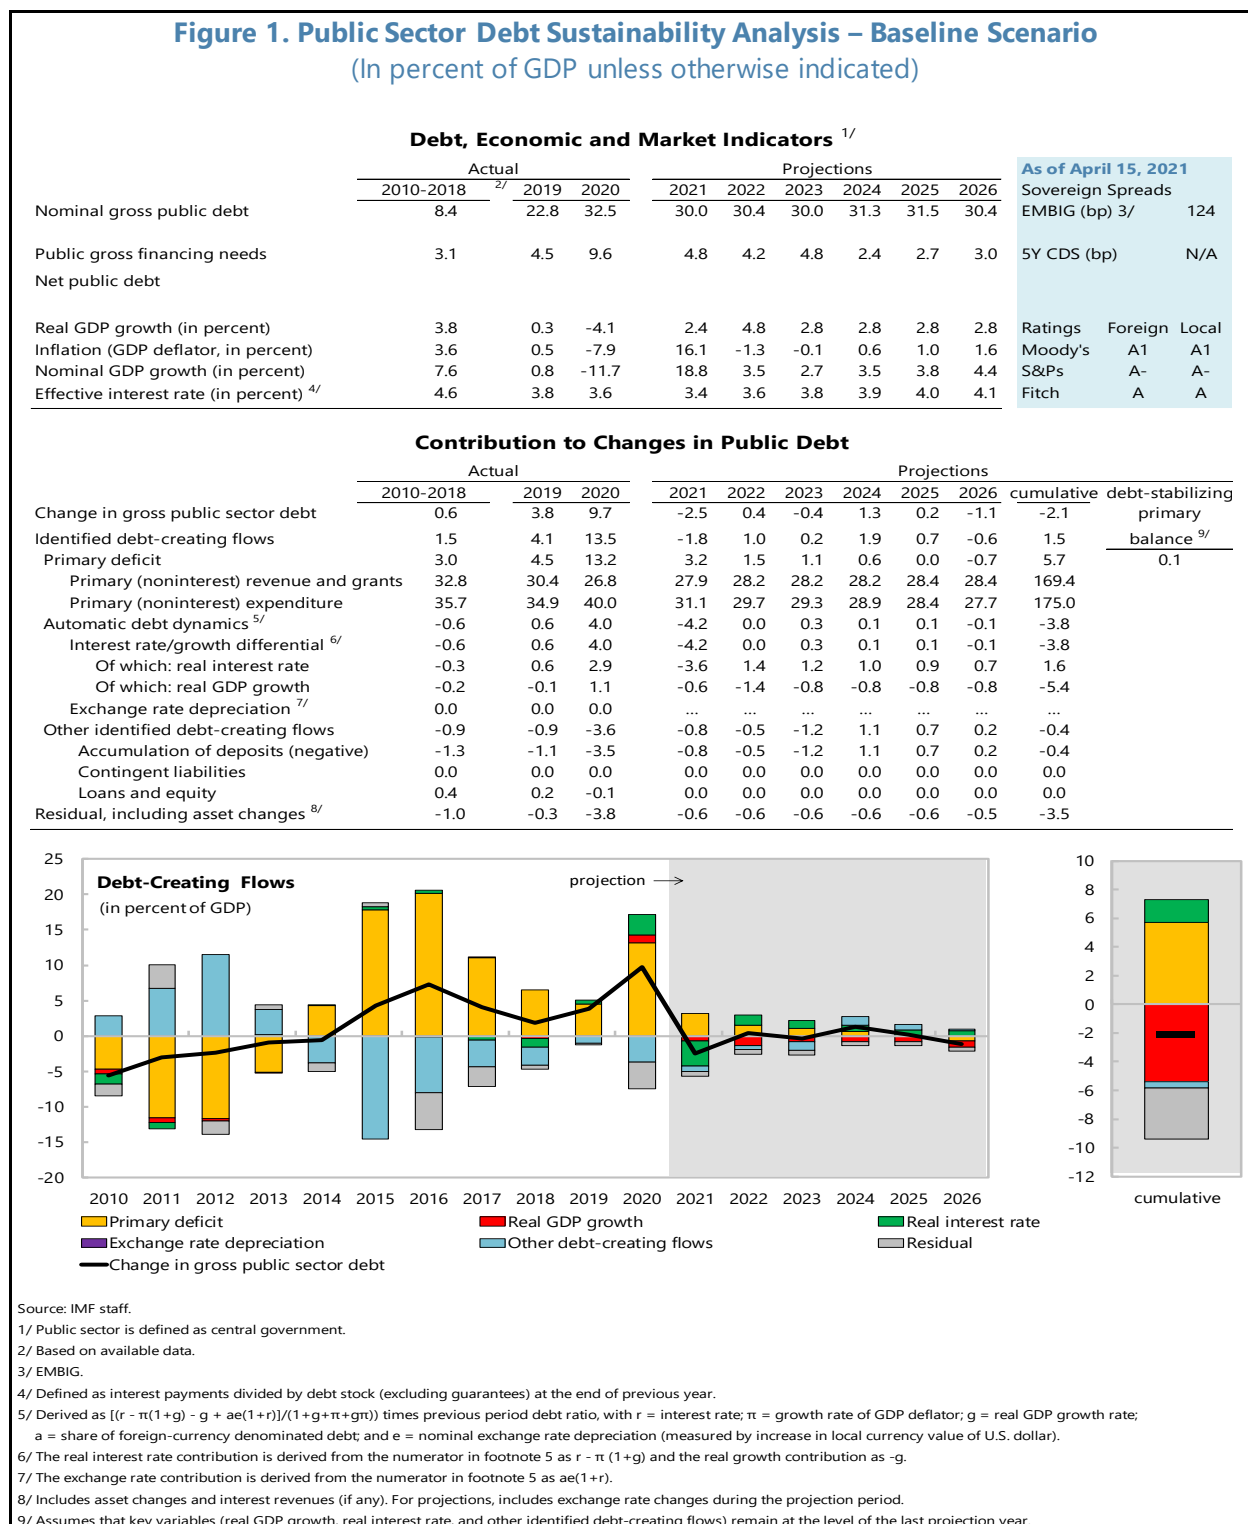 Figure 1. Public Sector Debt Sustainability Analysis – Baseline Scenario
(In percent of GDP unless otherwise indicated)
Debt, Economic and Market Indicators 1/
Actual Projections As of April 15, 2021
2010-2018 2/ 2019 2020 2021 2022 2023 2024 2025 2026 Sovereign Spreads
Nominal gross public debt 8.4 22.8 32.5 30.0 30.4 30.0 31.3 31.5 30.4 EMBIG (bp) 3/ 124
Public gross financing needs 3.1 4.5 9.6 4.8 4.2 4.8 2.4 2.7 3.0 5Y CDS (bp) N/A
Net public debt
Real GDP growth (in percent) 3.8 0.3 -4.1 2.4 4.8 2.8 2.8 2.8 2.8 Ratings Foreign Local
Inflation (GDP deflator, in percent) 3.6 0.5 -7.9 16.1 -1.3 -0.1 0.6 1.0 1.6 Moody's A1 A1
Nominal GDP growth (in percent) 7.6 0.8 -11.7 18.8 3.5 2.7 3.5 3.8 4.4 S&Ps A- A-
Effective interest rate (in percent) 4/ 4.6 3.8 3.6 3.4 3.6 3.8 3.9 4.0 4.1 Fitch A A
Contribution to Changes in Public Debt
Actual Projections
2010-2018 2019 2020 2021 2022 2023 2024 2025 2026 cumulative debt-stabilizing
Change in gross public sector debt 0.6 3.8 9.7 -2.5 0.4 -0.4 1.3 0.2 -1.1 -2.1 primary
Identified debt-creating flows 1.5 4.1 13.5 -1.8 1.0 0.2 1.9 0.7 -0.6 1.5 balance 9/
Primary deficit 3.0 4.5 13.2 3.2 1.5 1.1 0.6 0.0 -0.7 5.7 0.1
Primary (noninterest) revenue and grants 32.8 30.4 26.8 27.9 28.2 28.2 28.2 28.4 28.4 169.4
Primary (noninterest) expenditure 35.7 34.9 40.0 31.1 29.7 29.3 28.9 28.4 27.7 175.0
Automatic debt dynamics 5/ -0.6 0.6 4.0 -4.2 0.0 0.3 0.1 0.1 -0.1 -3.8
Interest rate/growth differential 6/ -0.6 0.6 4.0 -4.2 0.0 0.3 0.1 0.1 -0.1 -3.8
Of which: real interest rate -0.3 0.6 2.9 -3.6 1.4 1.2 1.0 0.9 0.7 1.6
Of which: real GDP growth -0.2 -0.1 1.1 -0.6 -1.4 -0.8 -0.8 -0.8 -0.8 -5.4
Exchange rate depreciation 7/ 0.0 0.0 0.0 ... ... ... ... ... ... ...
Other identified debt-creating flows -0.9 -0.9 -3.6 -0.8 -0.5 -1.2 1.1 0.7 0.2 -0.4
Accumulation of deposits (negative) -1.3 -1.1 -3.5 -0.8 -0.5 -1.2 1.1 0.7 0.2 -0.4
Contingent liabilities 0.0 0.0 0.0 0.0 0.0 0.0 0.0 0.0 0.0 0.0
Loans and equity 0.4 0.2 -0.1 0.0 0.0 0.0 0.0 0.0 0.0 0.0
Residual, including asset changes 8/ -1.0 -0.3 -3.8 -0.6 -0.6 -0.6 -0.6 -0.6 -0.5 -3.5
25
20
15
10
5
0
-5
-10
-15
-20
Debt-Creating Flows
(in percent of GDP)
projection →
2010 2011 2012 2013 2014 2015 2016 2017 2018 2019 2020 2021 2022 2023 2024 2025 2026
10
8
6
4
2
0
-2
-4
-6
-8
-10
-12
cumulative
Primary deficit Real GDP growth Real interest rate
Exchange rate depreciation Other debt-creating flows Residual
Change in gross public sector debt
Source: IMF staff.
1/ Public sector is defined as central government.
2/ Based on available data.
3/ EMBIG.
4/ Defined as interest payments divided by debt stock (excluding guarantees) at the end of previous year.
5/ Derived as [(r - π(1+g) - g + ae(1+r)]/(1+g+π+gπ)) times previous period debt ratio, with r = interest rate; π = growth rate of GDP deflator; g = real GDP growth rate;
a = share of foreign-currency denominated debt; and e = nominal exchange rate depreciation (measured by increase in local currency value of U.S. dollar).
6/ The real interest rate contribution is derived from the numerator in footnote 5 as r - π (1+g) and the real growth contribution as -g.
7/ The exchange rate contribution is derived from the numerator in footnote 5 as ae(1+r).
8/ Includes asset changes and interest revenues (if any). For projections, includes exchange rate changes during the projection period.
9/ Assumes that key variables (real GDP growth, real interest rate, and other identified debt-creating flows) remain at the level of the last projection year.